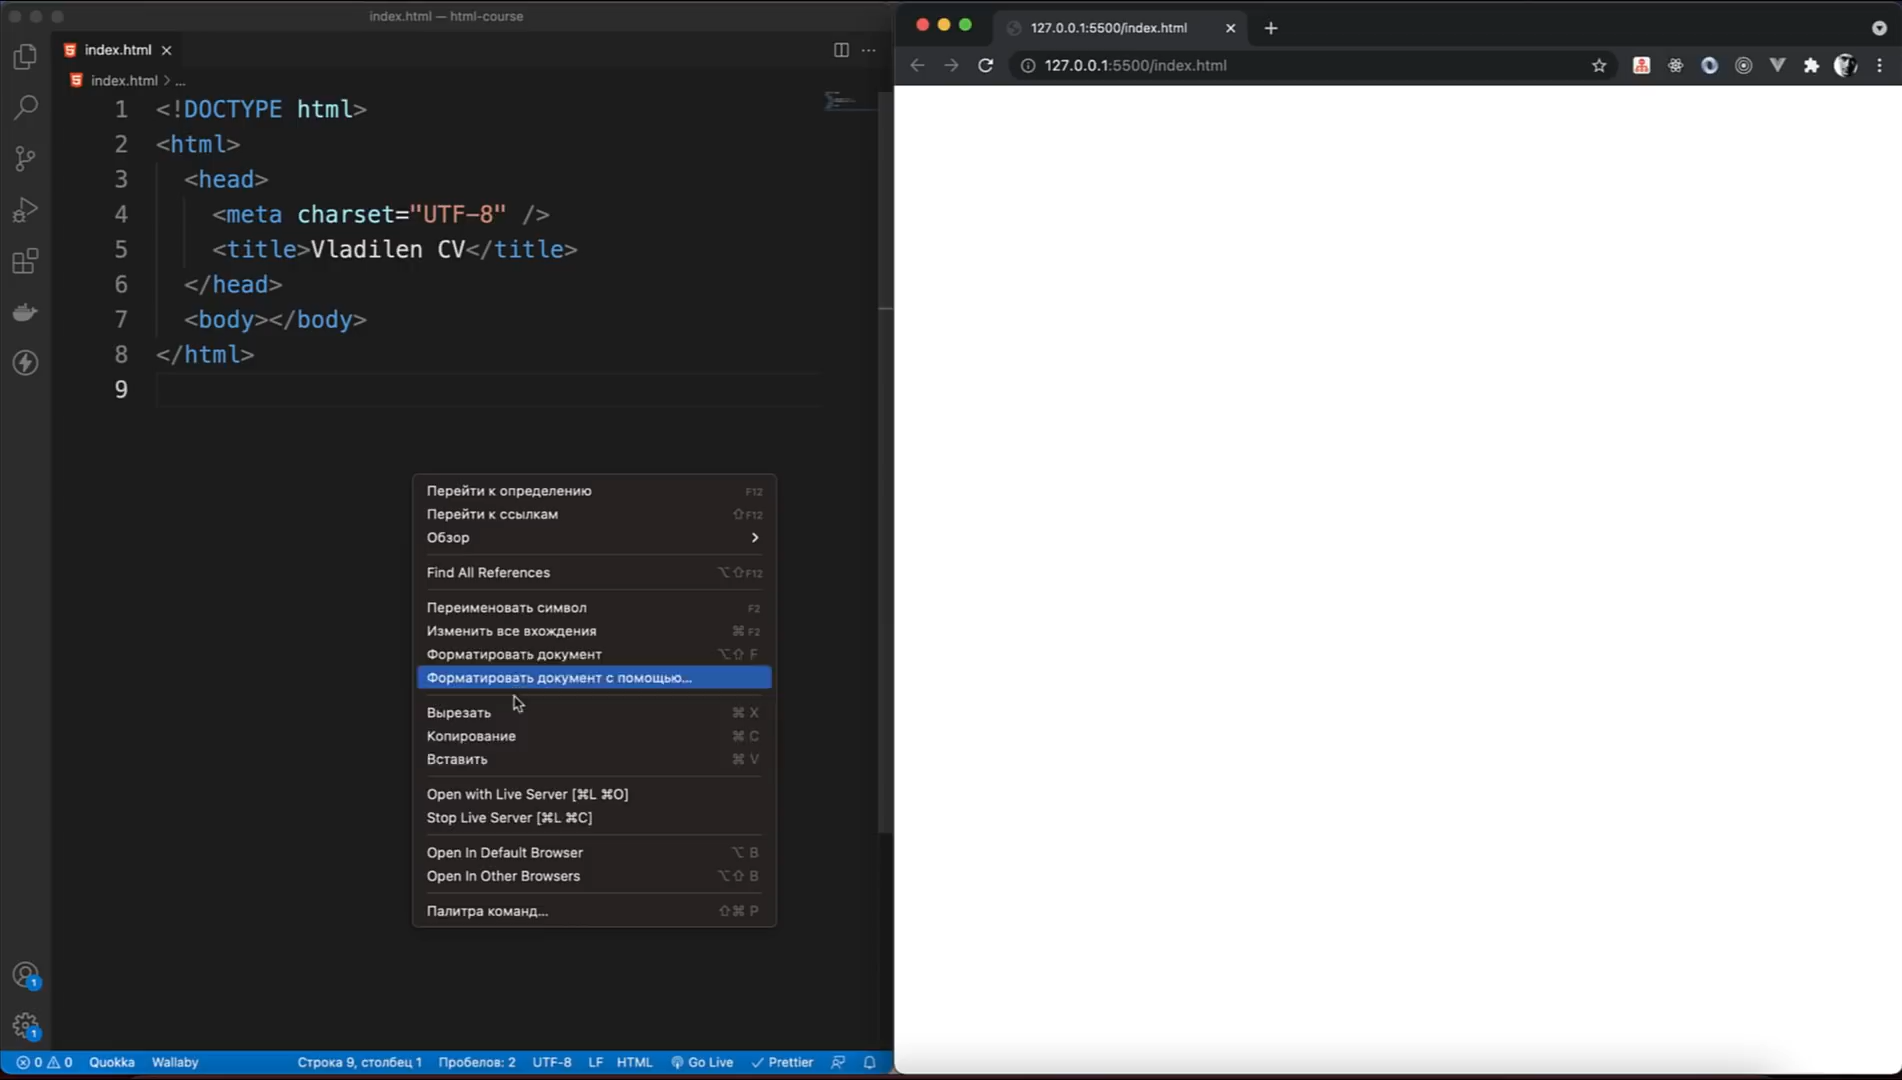 index.html — html-course
index.html
index.html > ...
1 <!DOCTYPE html>
2 <html>
3 <head>
4 <meta charset="UTF-8" />
5 <title>Vladilen CV</title>
6 </head>
7 <body></body>
8 </html>
9
Перейти к определению F12
Перейти к ссылкам ⇧F12
Обзор
Find All References ⌥⇧F12
Переименовать символ F2
Изменить все вхождения ⌘ F2
Форматировать документ ⌥⇧ F
Форматировать документ с помощью...
Вырезать ⌘ X
Копирование ⌘ C
Вставить ⌘ V
Open with Live Server [⌘L ⌘O]
Stop Live Server [⌘L ⌘C]
Open In Default Browser ⌥ B
Open In Other Browsers ⌥⇧ B
Палитра команд... ⇧⌘ P
1
1
0 0 Quokka Wallaby Строка 9, столбец 1 Пробелов: 2 UTF-8 LF HTML Go Live Prettier
127.0.0.1:5500/index.html
127.0.0.1:5500/index.html